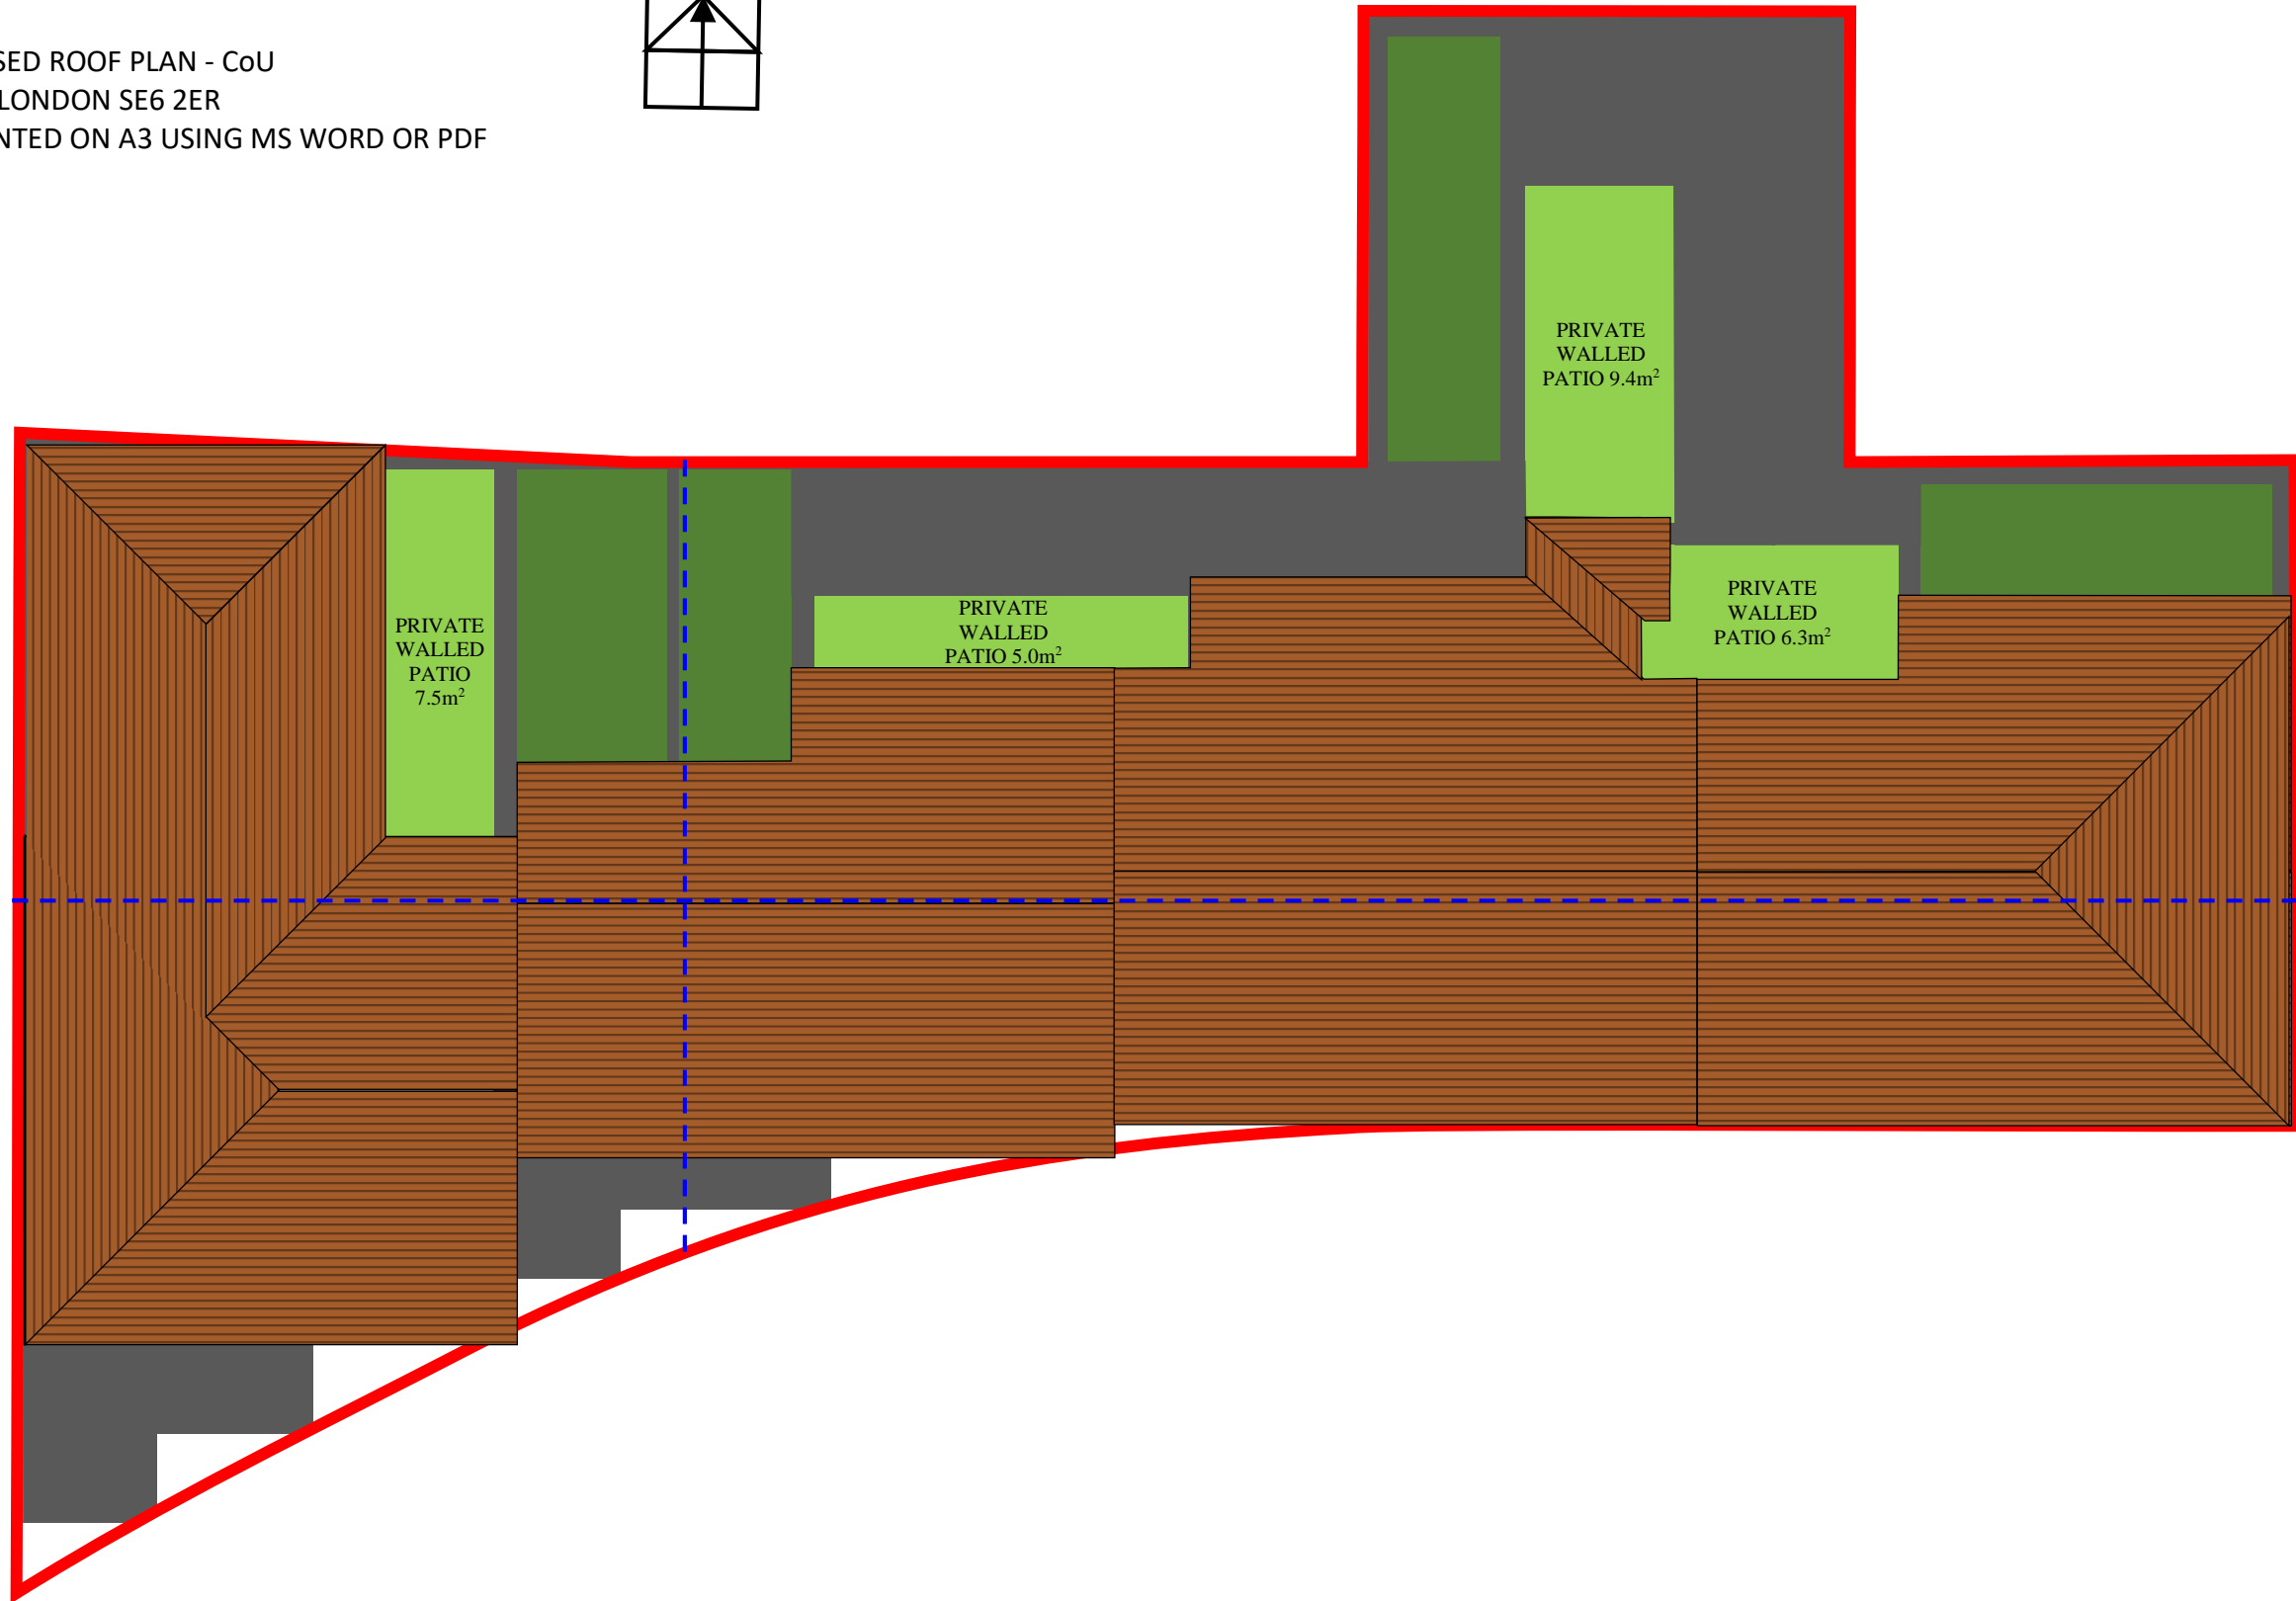 SED ROOF PLAN - CoU
LONDON SE6 2ER
NTED ON A3 USING MS WORD OR PDF
PRIVATE
WALLED
PATIO 9.4m²
PRIVATE
WALLED
PATIO
7.5m²
PRIVATE
WALLED
PATIO 5.0m²
PRIVATE
WALLED
PATIO 6.3m²